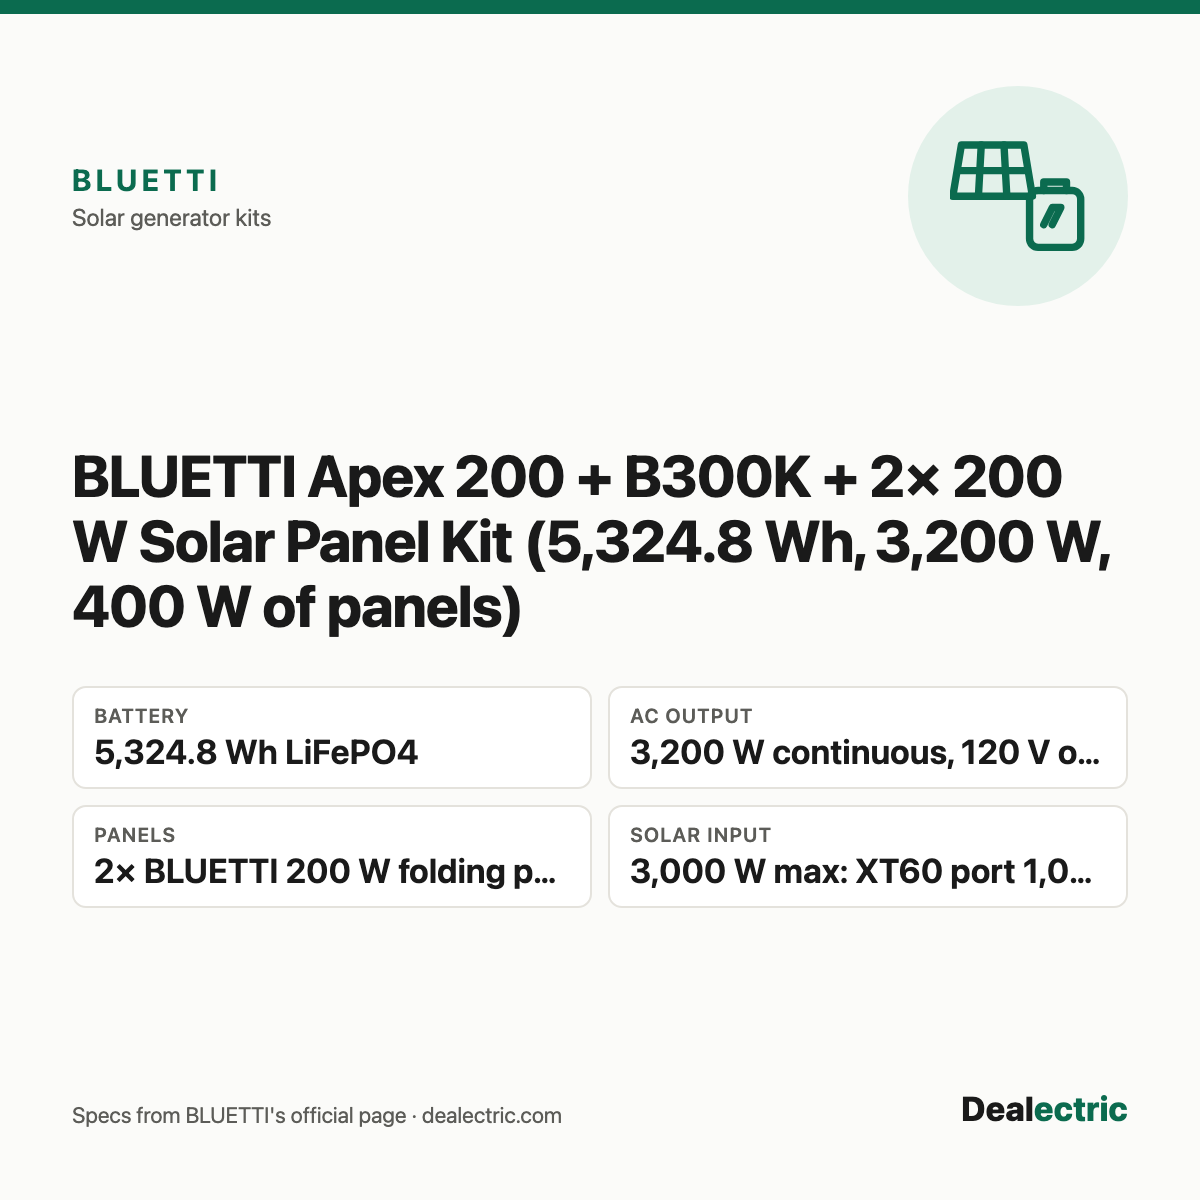 BLUETTI
Solar generator kits
BLUETTI Apex 200 + B300K + 2× 200
W Solar Panel Kit (5,324.8 Wh, 3,200 W,
400 W of panels)
BATTERY
5,324.8 Wh LiFePO4
AC OUTPUT
3,200 W continuous, 120 V o...
PANELS
2× BLUETTI 200 W folding p...
SOLAR INPUT
3,000 W max: XT60 port 1,0...
Specs from BLUETTI's official page · dealectric.com
Dealectric